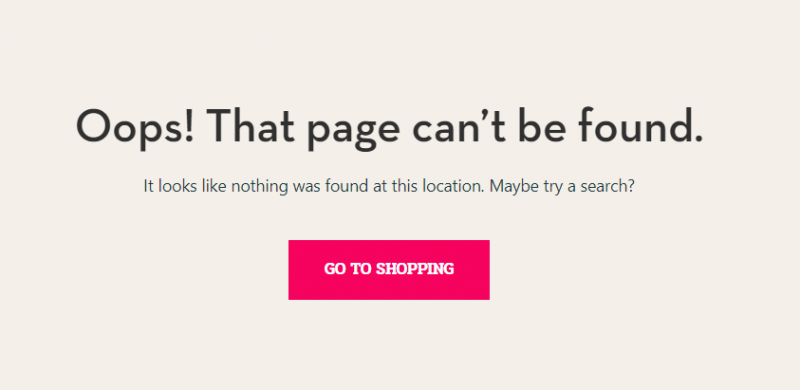 Oops! That page can’t be found.
It looks like nothing was found at this location. Maybe try a search?
GO TO SHOPPING